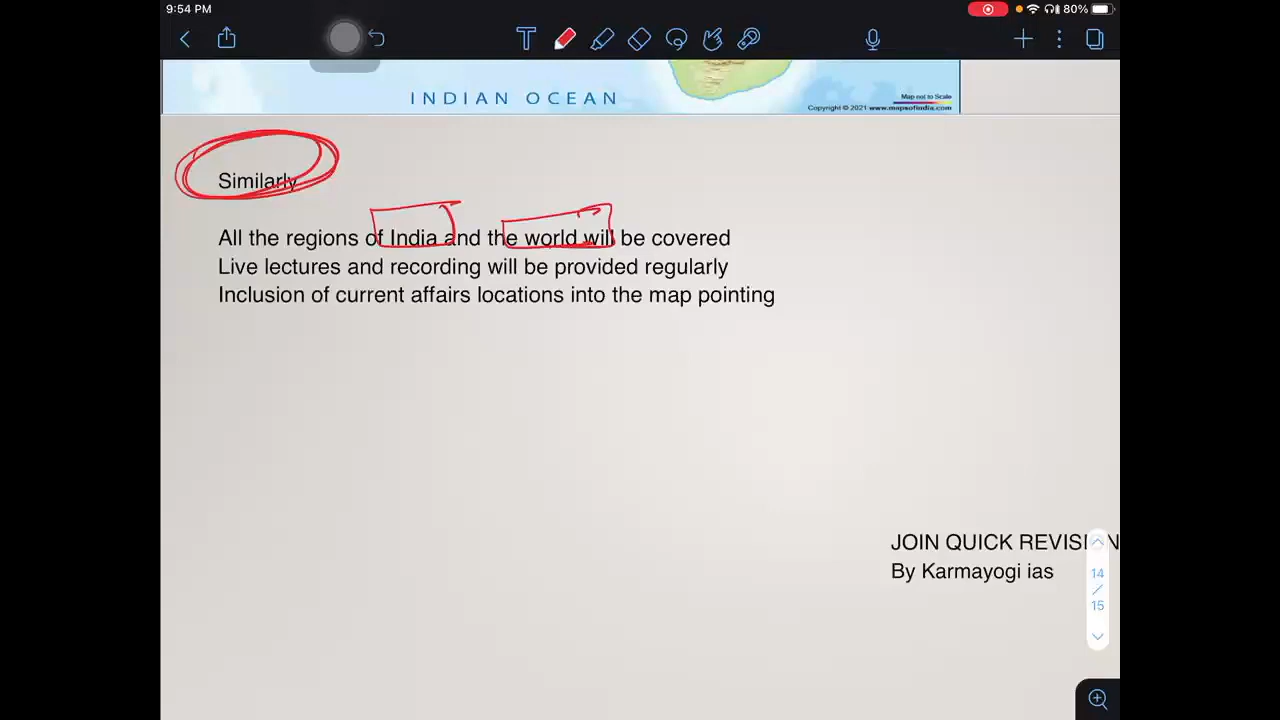 9:54 PM
80%
T
INDIAN OCEAN
Map not to Scale
Copyright © 2021 www.mapsofindia.com
Similarly
All the regions of India and the world will be covered
Live lectures and recording will be provided regularly
Inclusion of current affairs locations into the map pointing
JOIN QUICK REVISION
By Karmayogi ias
14
/
15